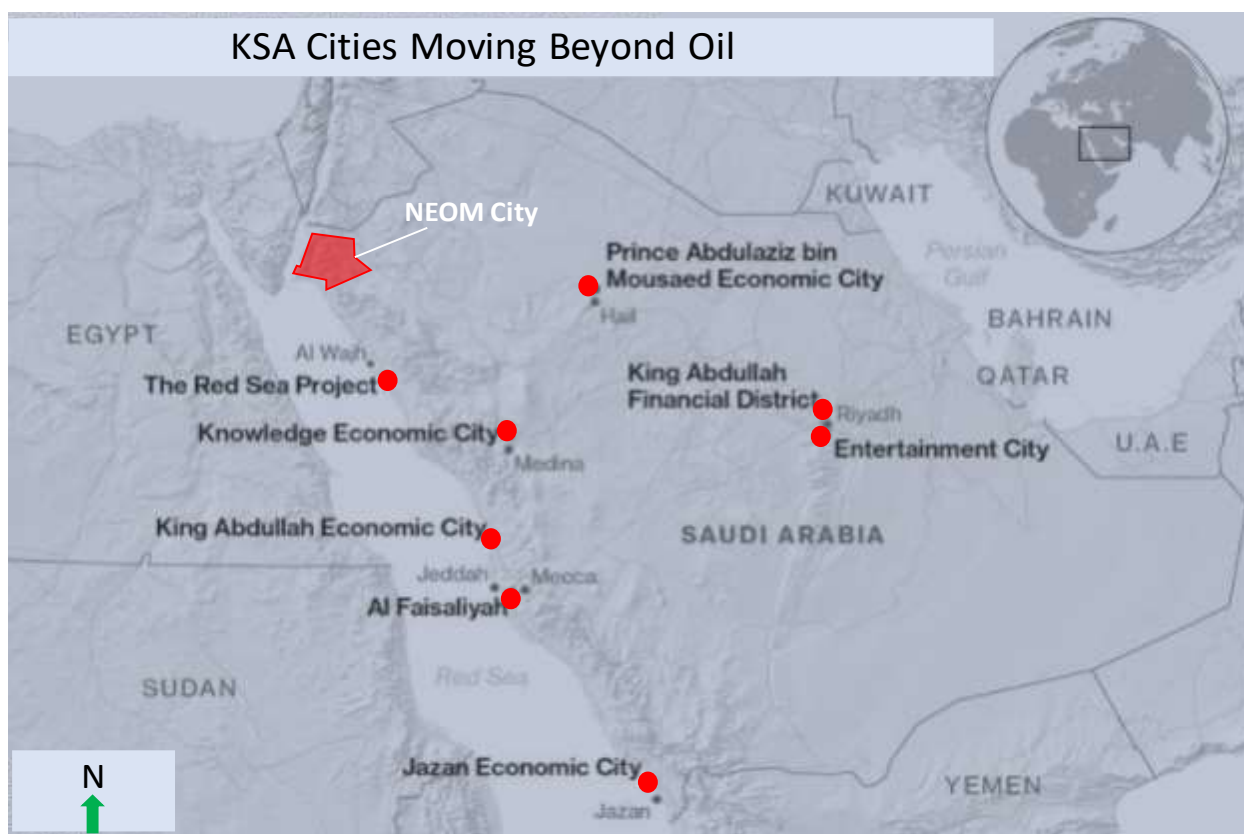 KSA Cities Moving Beyond Oil
KUWAIT
NEOM City
Persian
Gulf
Prince Abdulaziz bin
Mousaed Economic City
Hail
BAHRAIN
EGYPT
Al Wajh
The Red Sea Project
King Abdullah
Financial District
QATAR
Riyadh
Knowledge Economic City
Medina
Entertainment City
U.A.E
King Abdullah Economic City
SAUDI ARABIA
Jeddah
Mecca
Al Faisaliyah
Red Sea
SUDAN
Jazan Economic City
Jazan
YEMEN
N